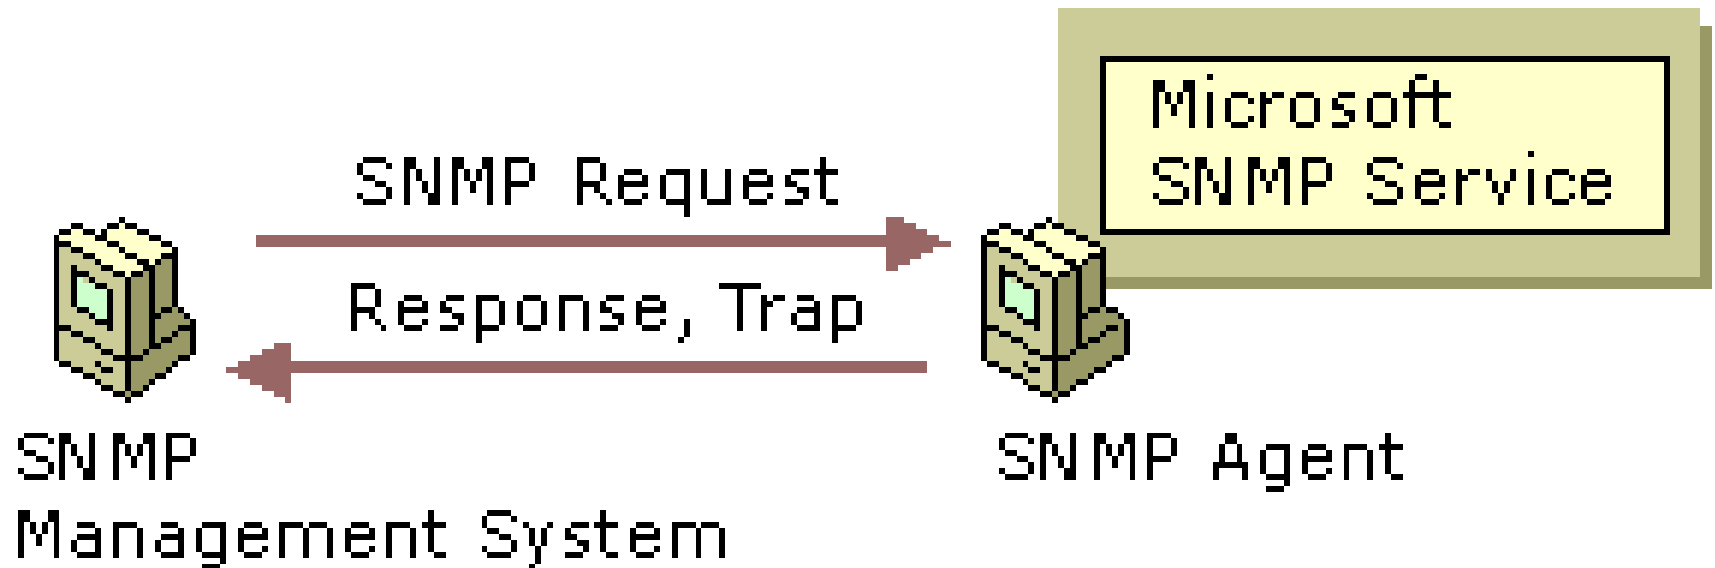 Microsoft
SNMP Service
SNMP Request
Response, Trap
SNMP
Management System
SNMP Agent